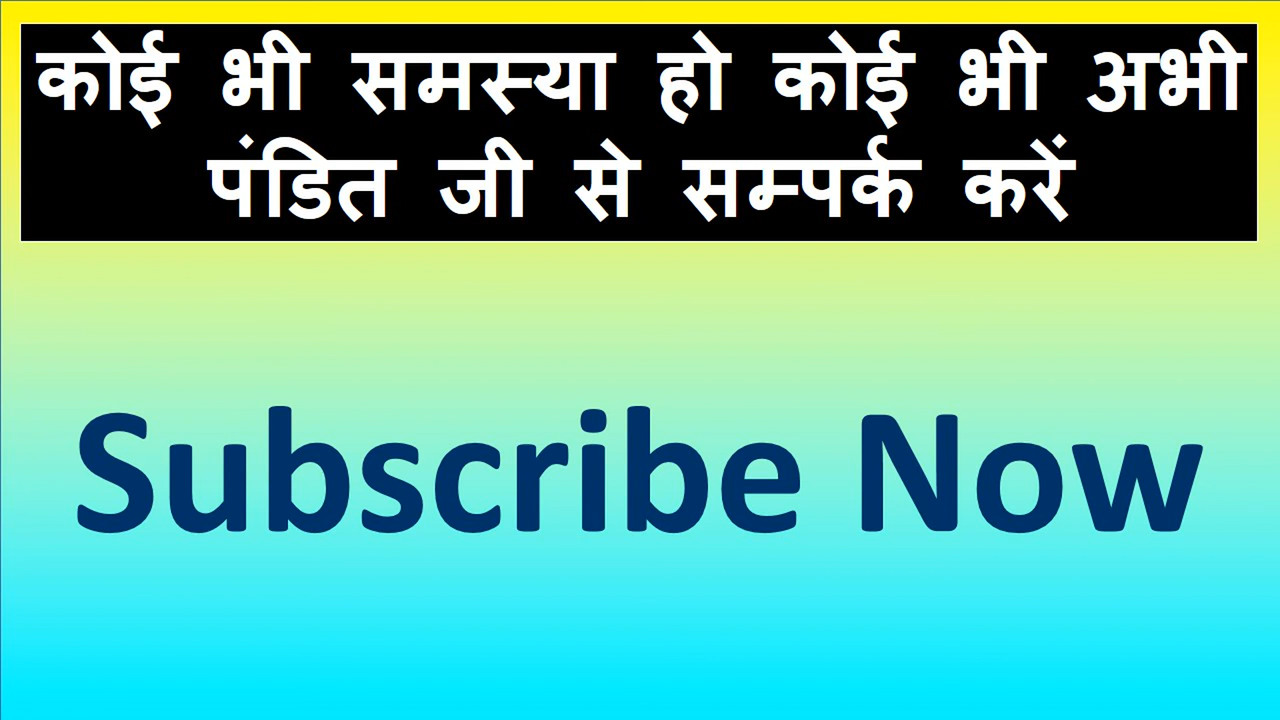 कोई भी समस्या हो कोई भी अभी
पंडित जी से सम्पर्क करें
Subscribe Now